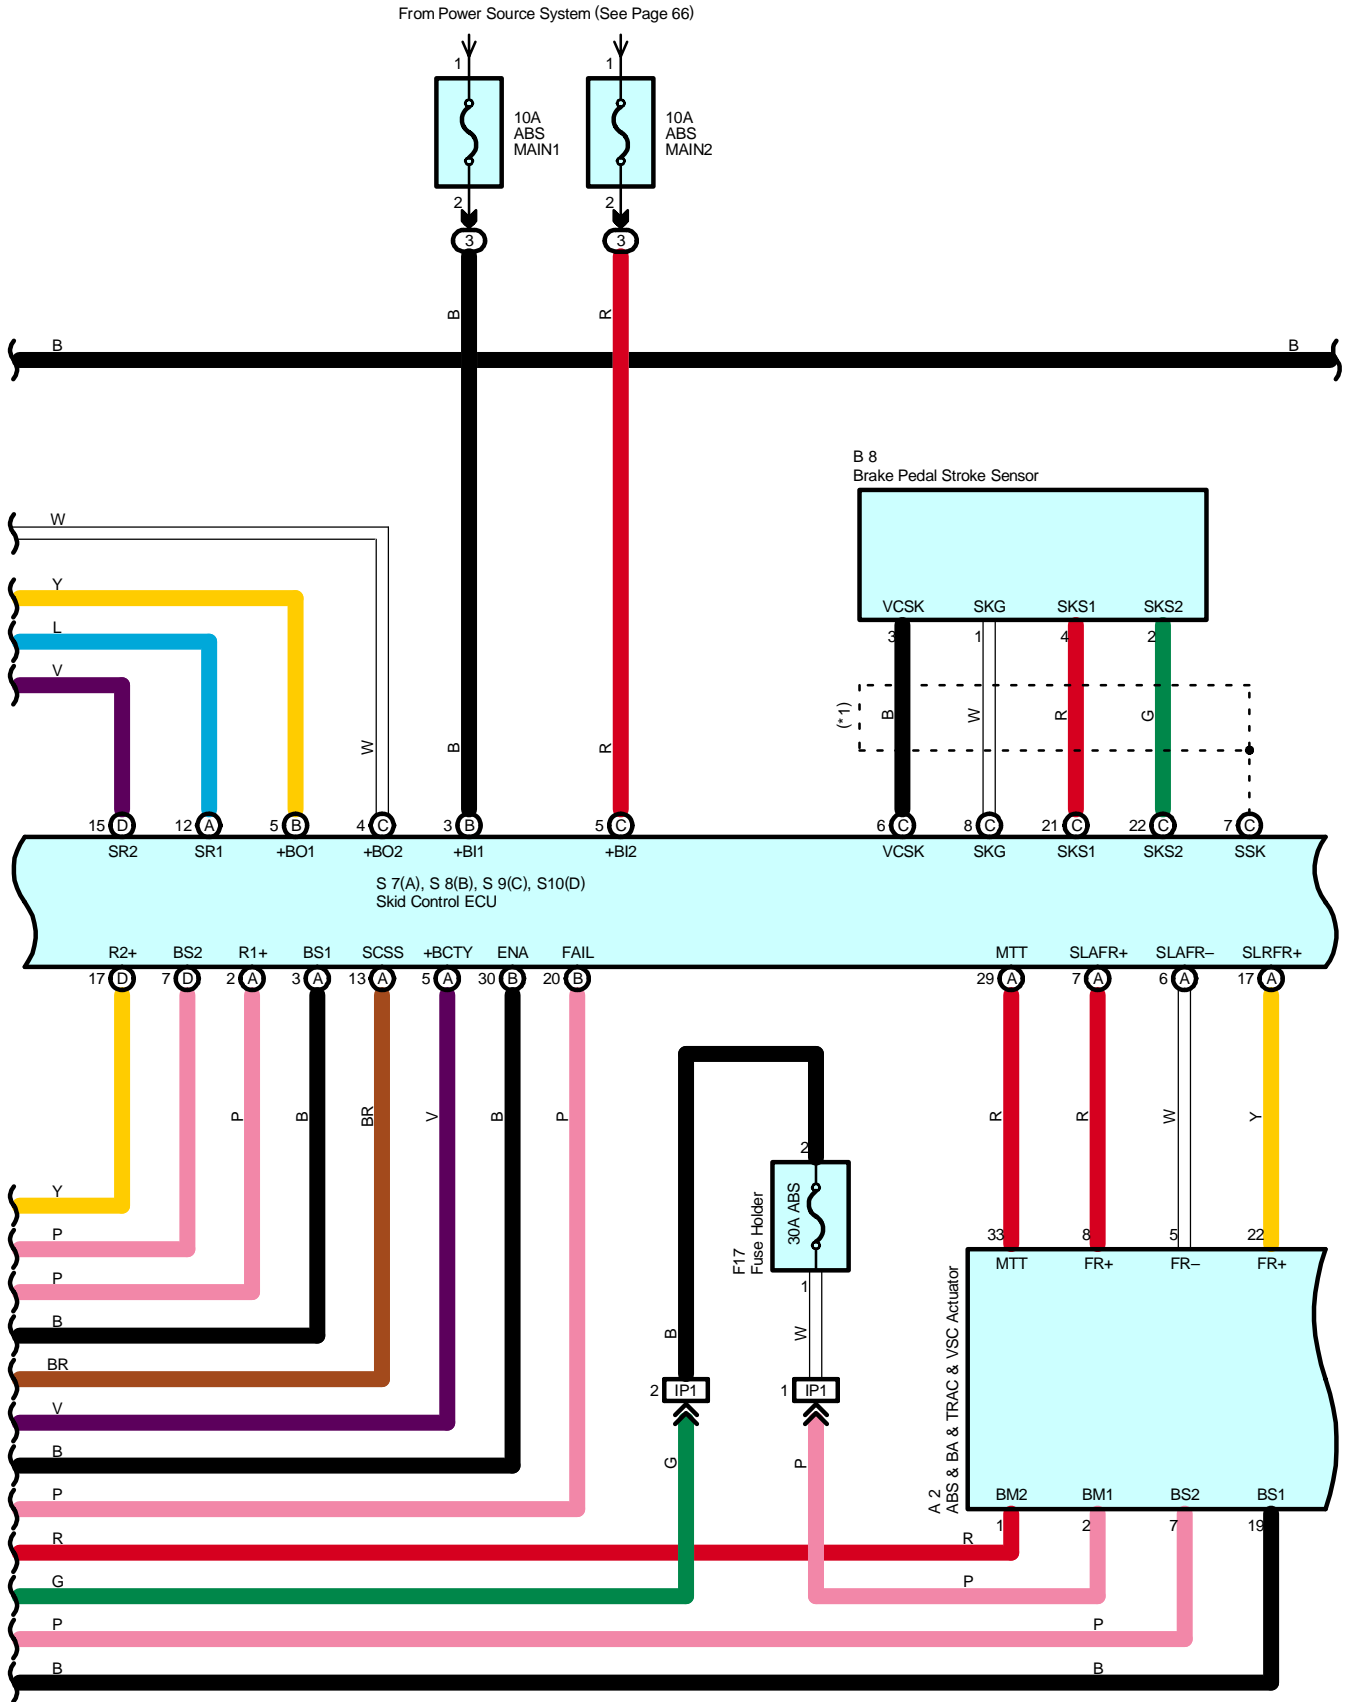 From Power Source System (See Page 66)
1
1
10A
ABS
MAIN1
10A
ABS
MAIN2
2
2
3
3
B
R
B
B
B 8
Brake Pedal Stroke Sensor
W
Y
L
V
VCSK
SKG
SKS1
SKS2
3
1
4
2
(*1)
B
W
R
G
W
B
R
15 D
12 A
5 B
4 C
3 B
5 C
6 C
8 C
21 C
22 C
7 C
SR2
SR1
+BO1
+BO2
+BI1
+BI2
VCSK
SKG
SKS1
SKS2
SSK
S 7(A), S 8(B), S 9(C), S10(D)
Skid Control ECU
R2+
BS2
R1+
BS1
SCSS
+BCTY
ENA
FAIL
MTT
SLAFR+
SLAFR–
SLRFR+
17 D
7 D
2 A
3 A
13 A
5 A
30 B
20 B
29 A
7 A
6 A
17 A
P
B
BR
V
B
P
R
R
W
Y
2
30A ABS
F17
Fuse Holder
1
Y
P
P
B
BR
V
B
P
R
G
P
B
33
8
5
22
MTT
FR+
FR–
FR+
A 2
ABS & BA & TRAC & VSC Actuator
B
W
2 IP1
1 IP1
G
P
BM2
BM1
BS2
BS1
1
2
7
19
R
P
P
B